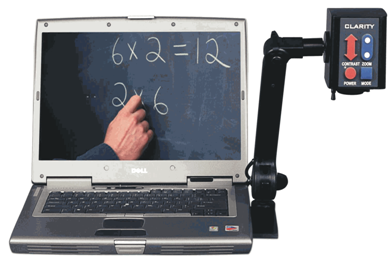 6 × 2 = 12
2 × 6
CLARITY
CONTRAST ZOOM
POWER MODE
DELL